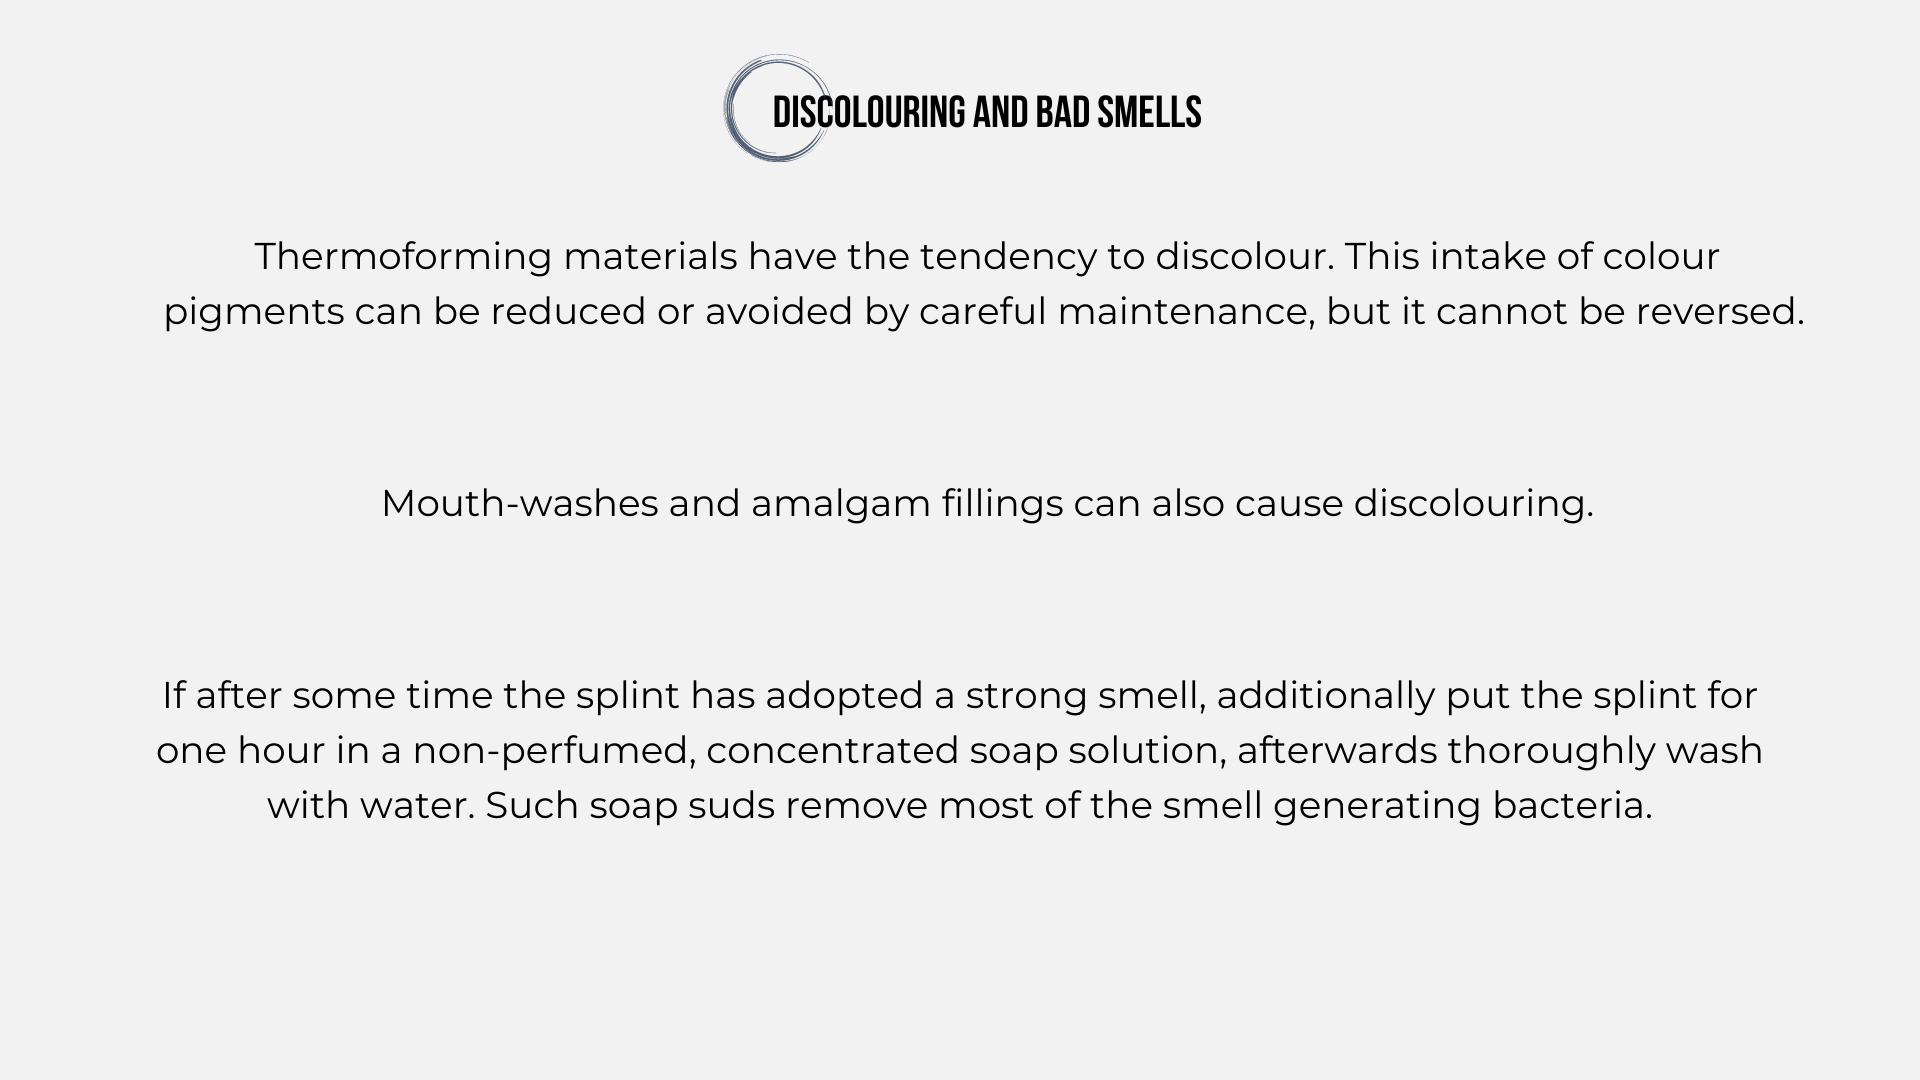 DISCOLOURING AND BAD SMELLS
Thermoforming materials have the tendency to discolour. This intake of colour
pigments can be reduced or avoided by careful maintenance, but it cannot be reversed.
Mouth-washes and amalgam fillings can also cause discolouring.
If after some time the splint has adopted a strong smell, additionally put the splint for
one hour in a non-perfumed, concentrated soap solution, afterwards thoroughly wash
with water. Such soap suds remove most of the smell generating bacteria.